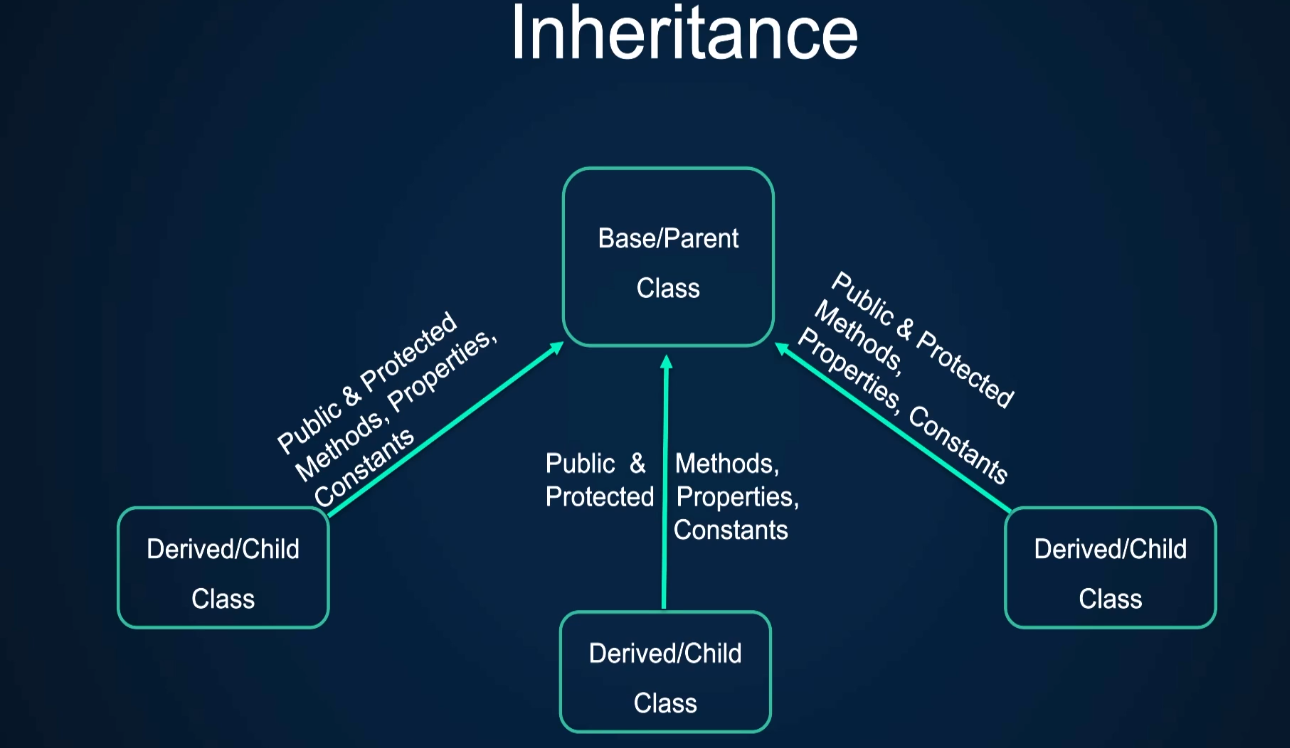 Inheritance
Base/Parent
Class
Public & Protected
Methods, Properties,
Constants
Public & Protected
Methods,
Properties, Constants
Public & Methods,
Protected Properties,
Constants
Derived/Child
Class
Derived/Child
Class
Derived/Child
Class